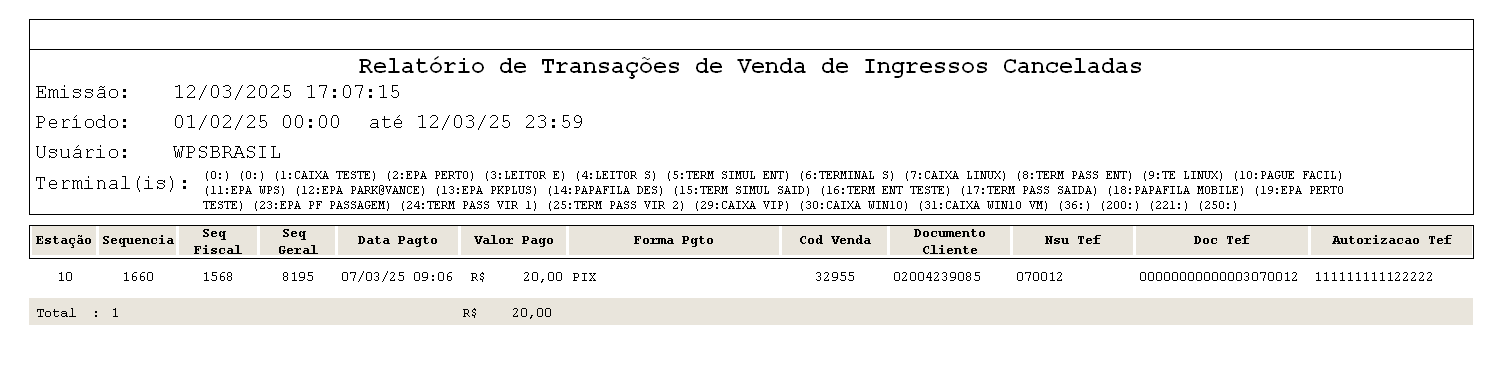 Relatório de Transações de Venda de Ingressos Canceladas
Emissão: 12/03/2025 17:07:15
Período: 01/02/25 00:00 até 12/03/25 23:59
Usuário: WPSBRASIL
Terminal(is): (0:) (0:) (1:CAIXA TESTE) (2:EPA PERTO) (3:LEITOR E) (4:LEITOR S) (5:TERM SIMUL ENT) (6:TERMINAL S) (7:CAIXA LINUX) (8:TERM PASS ENT) (9:TE LINUX) (10:PAGUE FACIL)
(11:EPA WPS) (12:EPA PARK@VANCE) (13:EPA PKPLUS) (14:PAPAFILA DES) (15:TERM SIMUL SAID) (16:TERM ENT TESTE) (17:TERM PASS SAIDA) (18:PAPAFILA MOBILE) (19:EPA PERTO
TESTE) (23:EPA PF PASSAGEM) (24:TERM PASS VIR 1) (25:TERM PASS VIR 2) (29:CAIXA VIP) (30:CAIXA WIN10) (31:CAIXA WIN10 VM) (36:) (200:) (221:) (250:)
Estação Sequencia Seq Fiscal Seq Geral Data Pagto Valor Pago Forma Pgto Cod Venda Documento Cliente Nsu Tef Doc Tef Autorizacao Tef
10 1660 1568 8195 07/03/25 09:06 R$ 20,00 PIX 32955 02004239085 070012 00000000000003070012 111111111122222
Total : 1 R$ 20,00